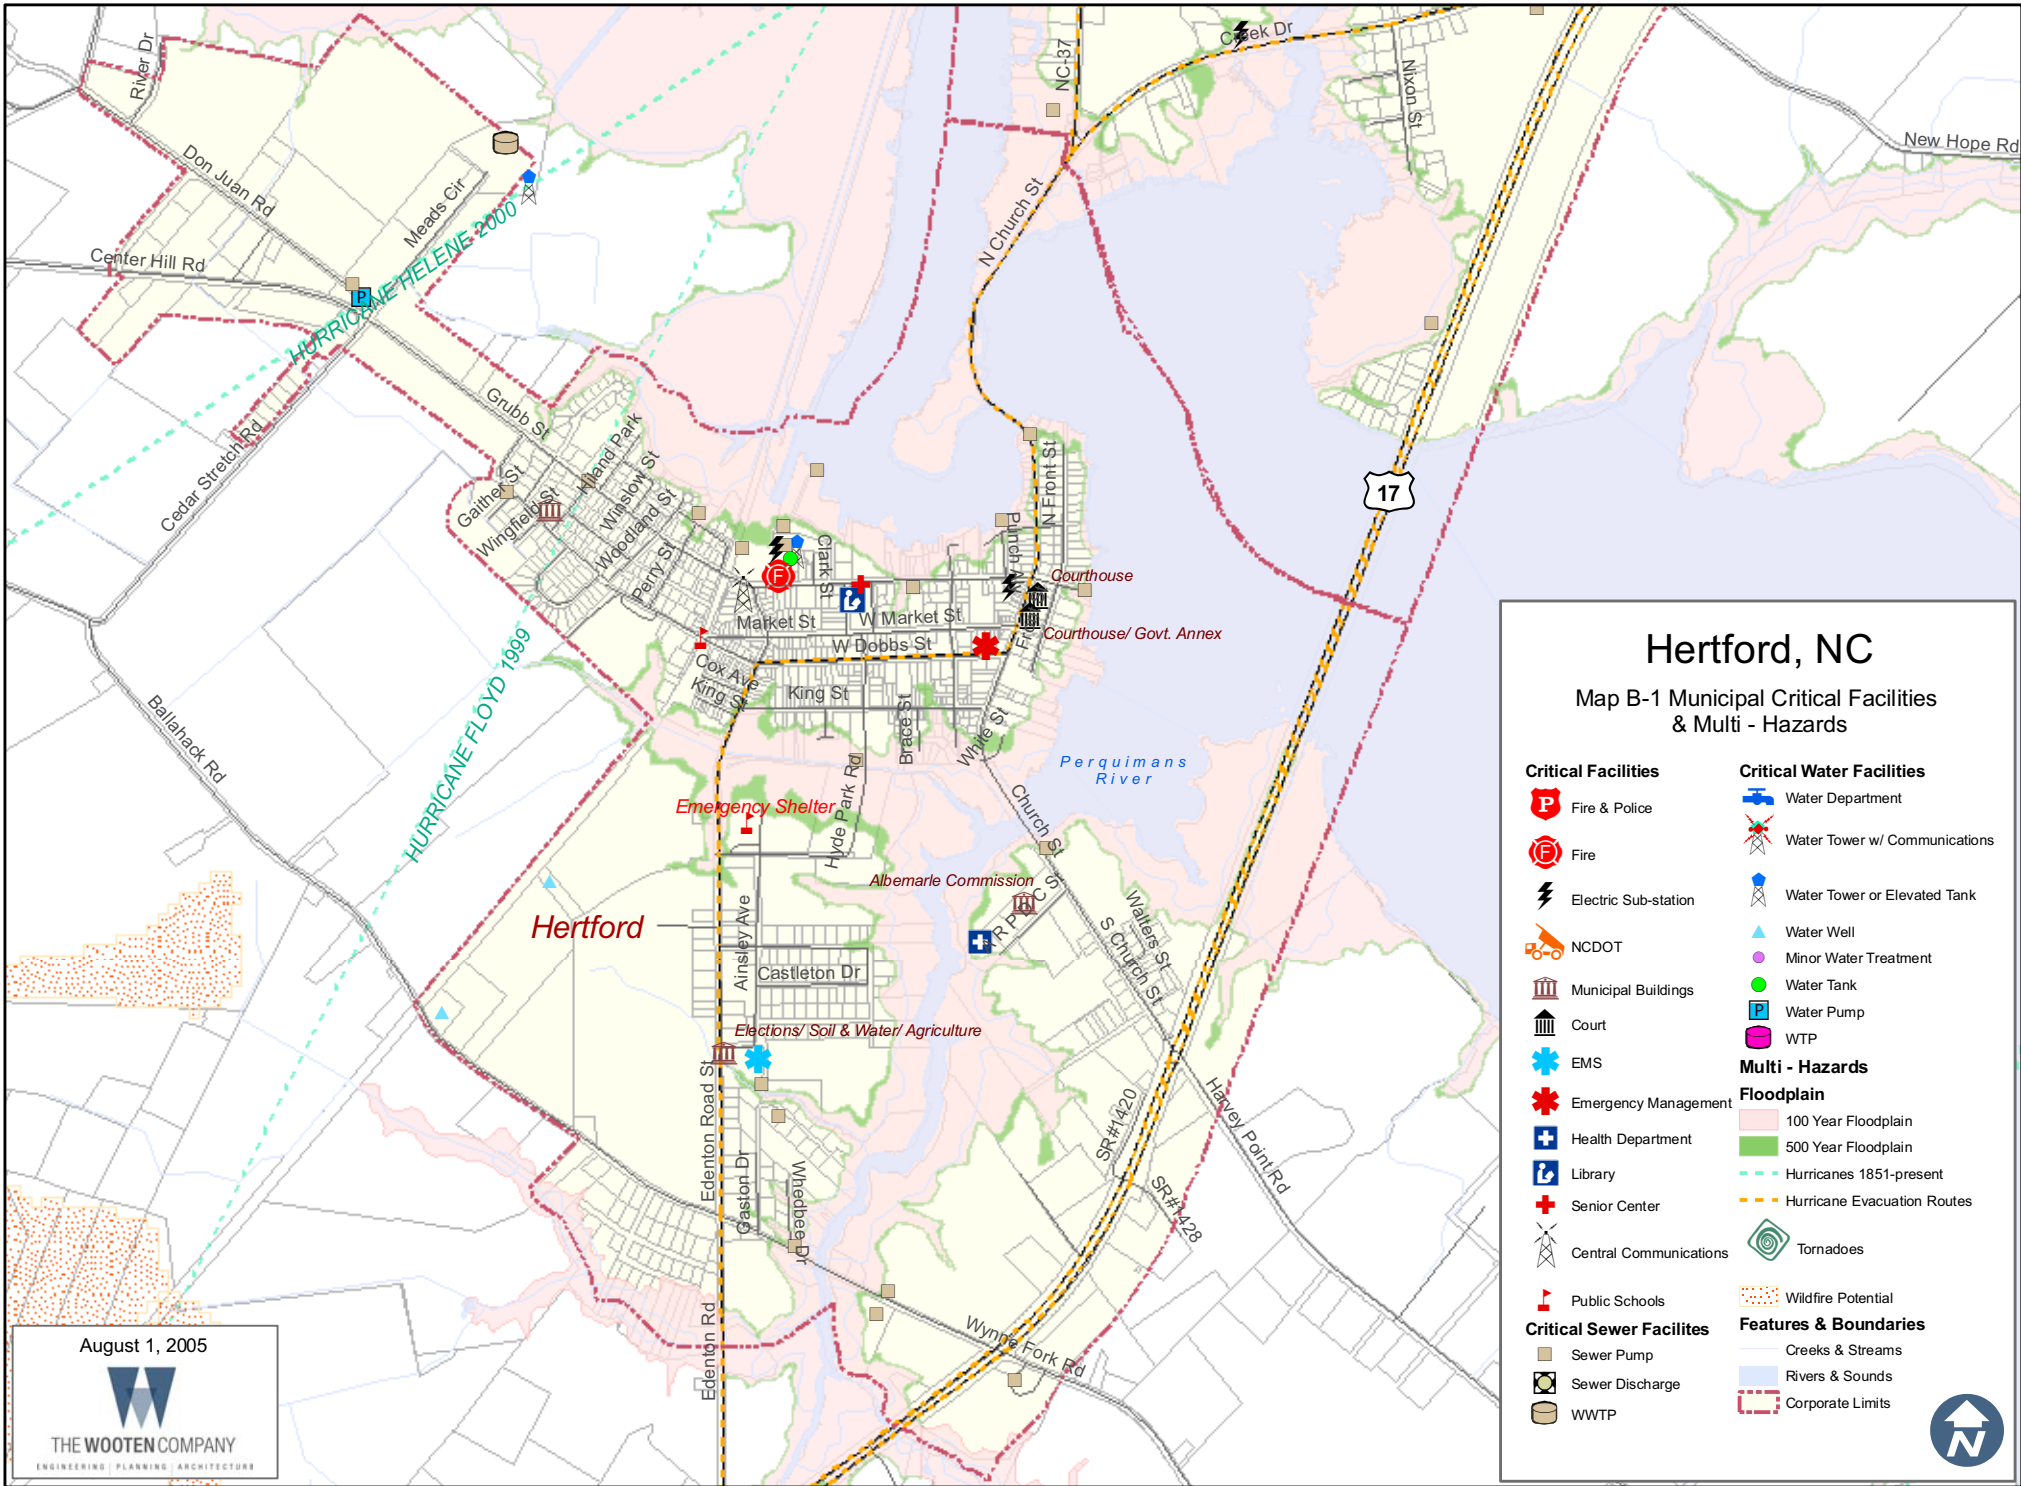 River Dr
NC-37
Creek Dr
Nixon St
New Hope Rd
Don Juan Rd
Meads Cir
N Church St
HURRICANE HELENE 2000
Center Hill Rd
P
Grubb St
Hiland Park
Cedar Stretch Rd
Gaither St
Wingfield St
Winslow St
Woodland St
Perry St
N Front St
17
Clark St
F
Courthouse
Market St
W Market St
Courthouse/ Govt. Annex
W Dobbs St
Cox Ave
King St
King St
Brace St
White St
HURRICANE FLOYD 1999
Ballahack Rd
Perquimans
River
Emergency Shelter
Hyde Park Rd
Church St S
Albemarle Commission
A R P D C
Walters St
S Church St
Hertford
Ainsley Ave
Castleton Dr
Elections/ Soil & Water/ Agriculture
Edenton Road St
Gaston Dr
Whedbee Dr
SR#1420
Harvey Point Rd
SR#1428
Edenton Rd
Wynne Fork Rd
August 1, 2005
THE WOOTEN COMPANY
ENGINEERING | PLANNING | ARCHITECTURE
Hertford, NC
Map B-1 Municipal Critical Facilities
& Multi - Hazards
Critical Facilities
P Fire & Police
F Fire
Electric Sub-station
NCDOT
Municipal Buildings
Court
EMS
Emergency Management
Health Department
Library
Senior Center
Central Communications
Public Schools
Critical Sewer Facilites
Sewer Pump
Sewer Discharge
WWTP
Critical Water Facilities
Water Department
Water Tower w/ Communications
Water Tower or Elevated Tank
Water Well
Minor Water Treatment
Water Tank
P Water Pump
WTP
Multi - Hazards
Floodplain
100 Year Floodplain
500 Year Floodplain
Hurricanes 1851-present
Hurricane Evacuation Routes
Tornadoes
Wildfire Potential
Features & Boundaries
Creeks & Streams
Rivers & Sounds
Corporate Limits
N